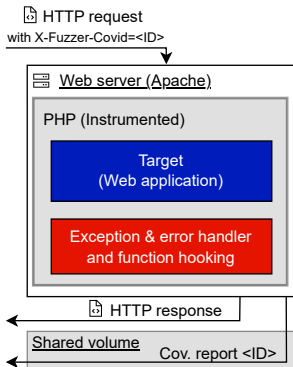 HTTP request
with X-Fuzzer-Covid=<ID>
Web server (Apache)
PHP (Instrumented)
Target
(Web application)
Exception & error handler
and function hooking
HTTP response
Shared volume
Cov. report <ID>